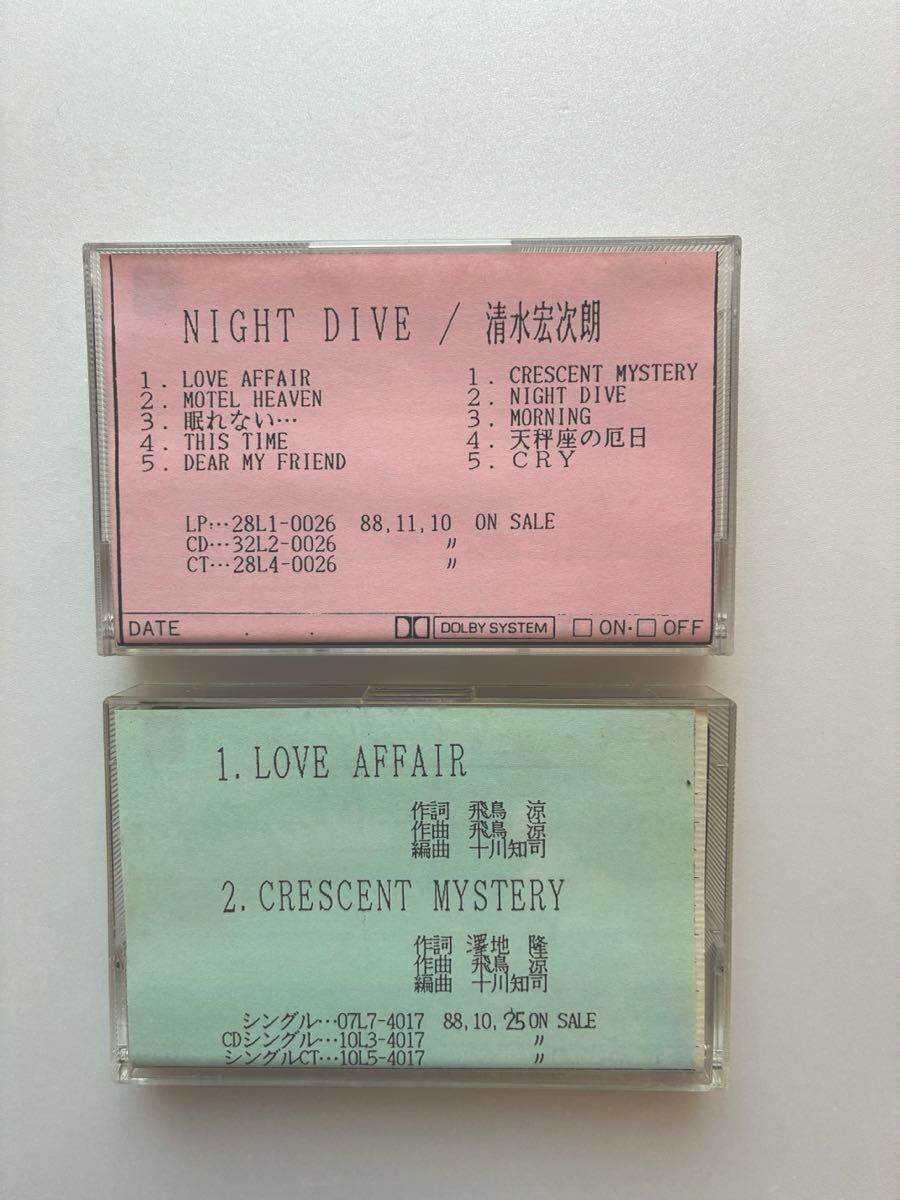 NIGHT DIVE / 清水宏次朗
1. LOVE AFFAIR
2. MOTEL HEAVEN
3. 眠れない…
4. THIS TIME
5. DEAR MY FRIEND
1. CRESCENT MYSTERY
2. NIGHT DIVE
3. MORNING
4. 天秤座の厄日
5. CRY
LP…28L1-0026 88,11,10 ON SALE
CD…32L2-0026 〃
CT…28L4-0026 〃
DATE . . DOLBY SYSTEM □ ON・□ OFF
1. LOVE AFFAIR
作詞 飛鳥 涼
作曲 飛鳥 涼
編曲 十川知司
2. CRESCENT MYSTERY
作詞 澤地 隆
作曲 飛鳥 涼
編曲 十川知司
シングル…07L7-4017 88,10,25 ON SALE
CDシングル…10L3-4017 〃
シングルCT…10L5-4017 〃